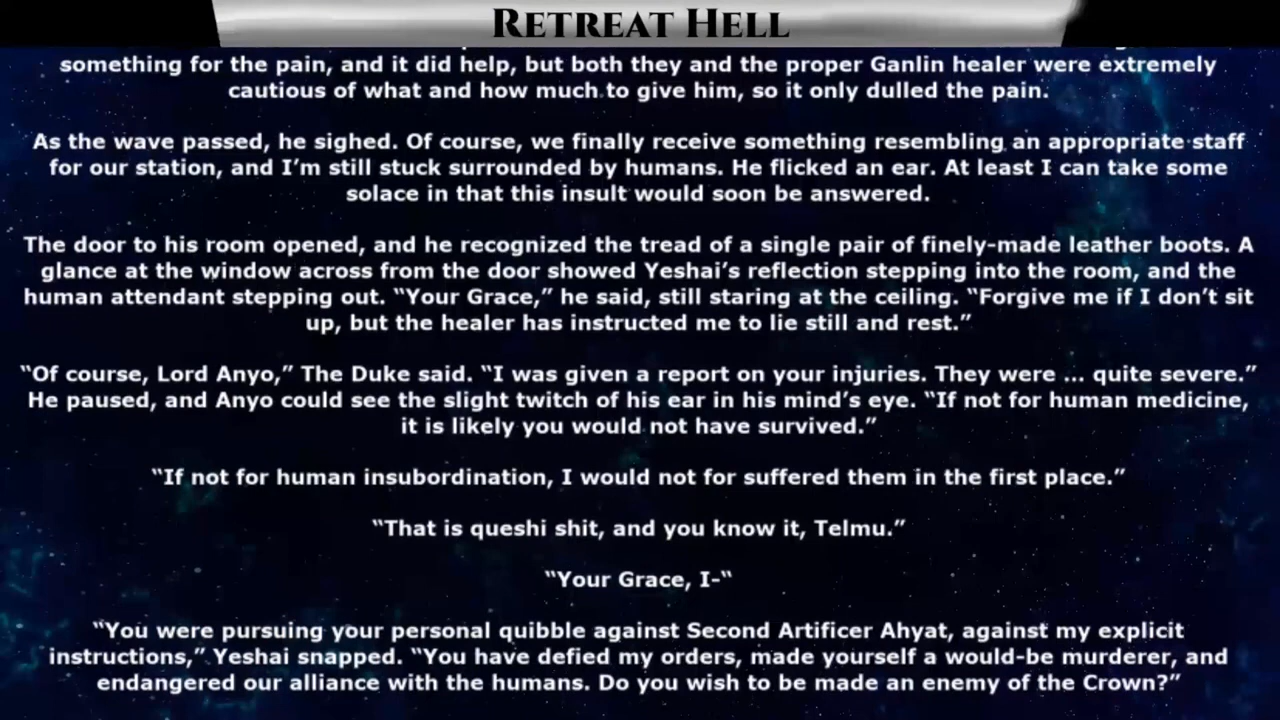 RETREAT HELL
something for the pain, and it did help, but both they and the proper Ganlin healer were extremely
cautious of what and how much to give him, so it only dulled the pain.
As the wave passed, he sighed. Of course, we finally receive something resembling an appropriate staff
for our station, and I’m still stuck surrounded by humans. He flicked an ear. At least I can take some
solace in that this insult would soon be answered.
The door to his room opened, and he recognized the tread of a single pair of finely-made leather boots. A
glance at the window across from the door showed Yeshai’s reflection stepping into the room, and the
human attendant stepping out. “Your Grace,” he said, still staring at the ceiling. “Forgive me if I don’t sit
up, but the healer has instructed me to lie still and rest.”
“Of course, Lord Anyo,” The Duke said. “I was given a report on your injuries. They were ... quite severe.”
He paused, and Anyo could see the slight twitch of his ear in his mind’s eye. “If not for human medicine,
it is likely you would not have survived.”
“If not for human insubordination, I would not for suffered them in the first place.”
“That is queshi shit, and you know it, Telmu.”
“Your Grace, I-“
“You were pursuing your personal quibble against Second Artificer Ahyat, against my explicit
instructions,” Yeshai snapped. “You have defied my orders, made yourself a would-be murderer, and
endangered our alliance with the humans. Do you wish to be made an enemy of the Crown?”